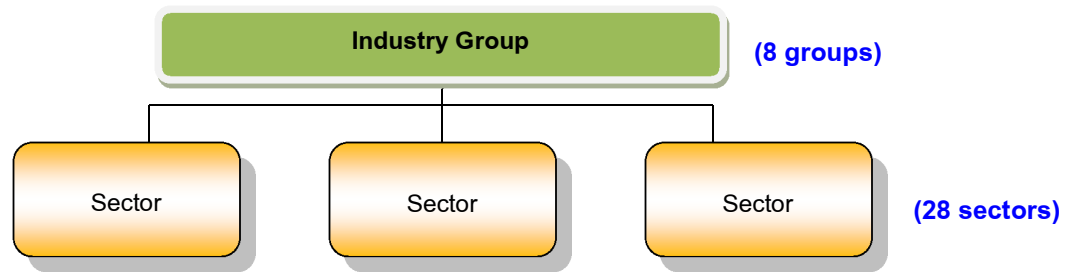 Industry Group
(8 groups)
Sector
Sector
Sector
(28 sectors)